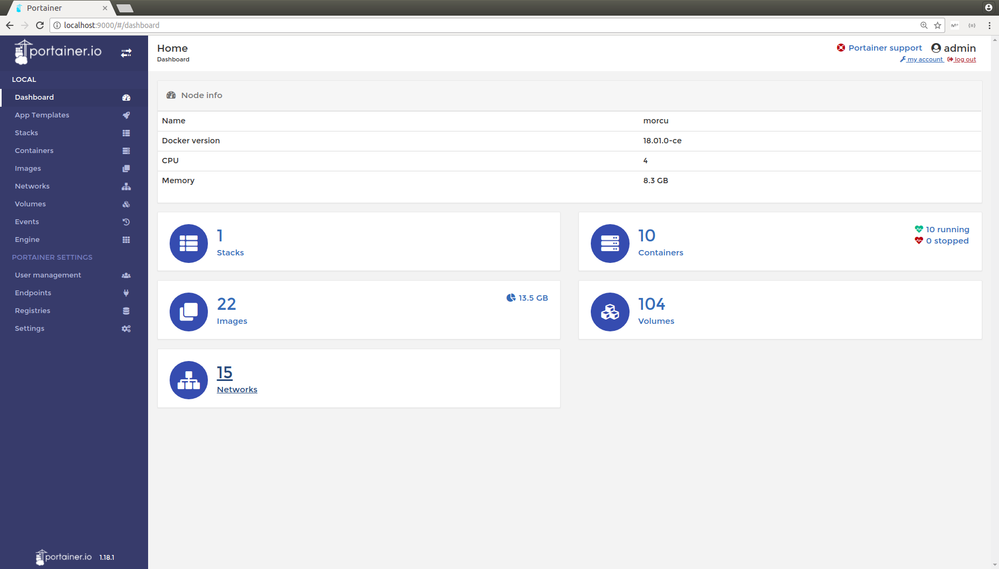 Portainer
localhost:9000/#/dashboard
portainer.io
LOCAL
Dashboard
App Templates
Stacks
Containers
Images
Networks
Volumes
Events
Engine
PORTAINER SETTINGS
User management
Endpoints
Registries
Settings
portainer.io 1.18.1
Home
Dashboard
Portainer support admin
my account log out
Node info
Name morcu
Docker version 18.01.0-ce
CPU 4
Memory 8.3 GB
1
Stacks
10
Containers
10 running
0 stopped
22
Images
13.5 GB
104
Volumes
15
Networks